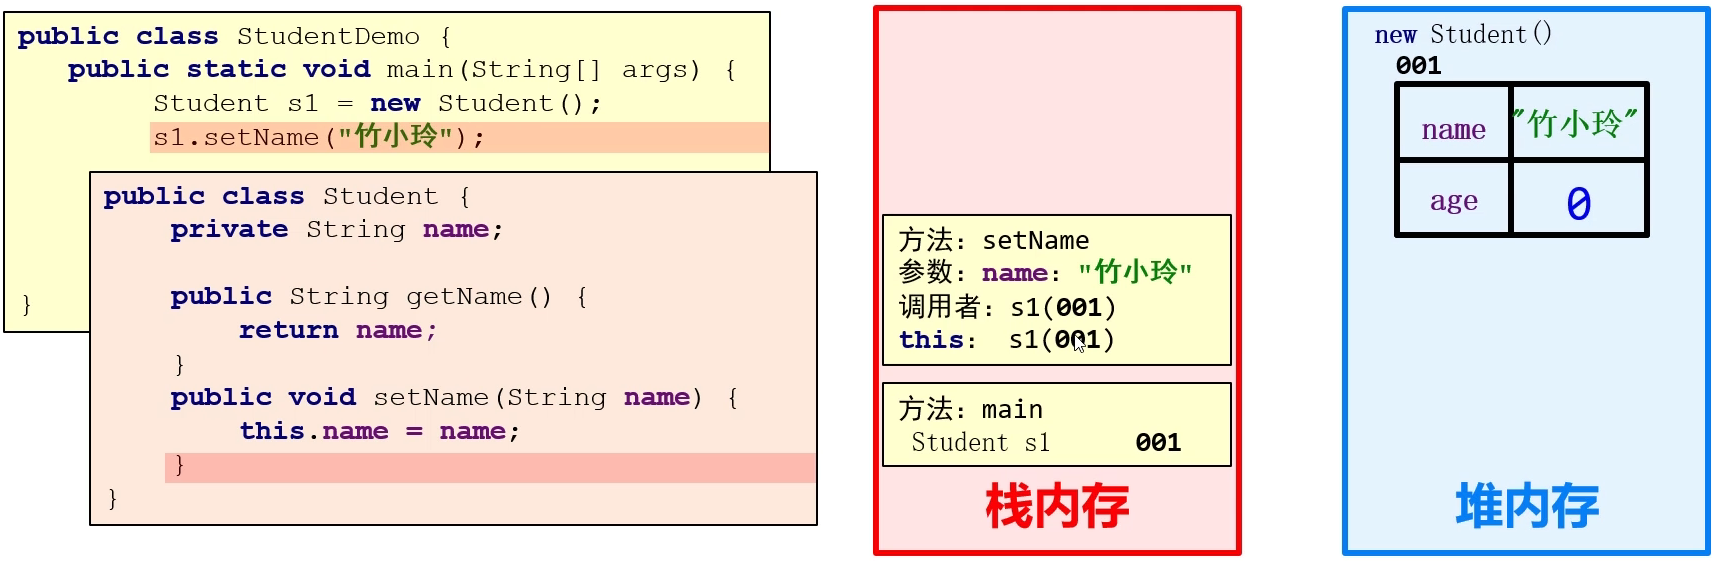 public class StudentDemo {
public static void main(String[] args) {
Student s1 = new Student();
s1.setName("竹小玲");
}
public class Student {
private String name;
public String getName() {
return name;
}
public void setName(String name) {
this.name = name;
}
}
方法: setName
参数: name: "竹小玲"
调用者: s1(001)
this: s1(001)
方法: main
Student s1 001
栈内存
new Student()
001
name "竹小玲"
age 0
堆内存